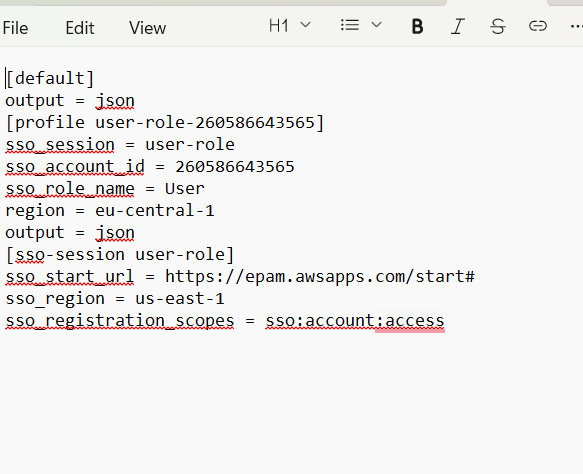 File Edit View H1 B I S
[default]
output = json
[profile user-role-260586643565]
sso_session = user-role
sso_account_id = 260586643565
sso_role_name = User
region = eu-central-1
output = json
[sso-session user-role]
sso_start_url = https://epam.awsapps.com/start#
sso_region = us-east-1
sso_registration_scopes = sso:account:access